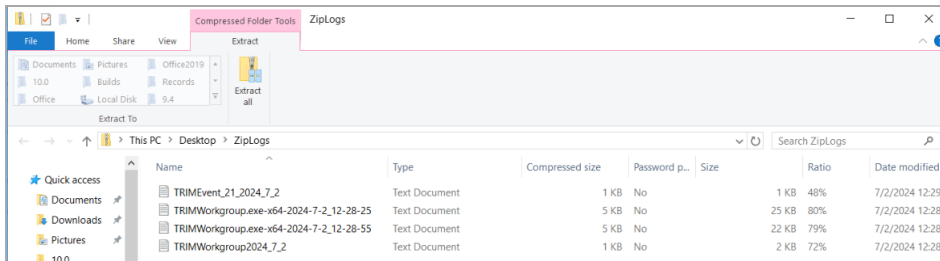 Compressed Folder Tools ZipLogs
File Home Share View Extract
Documents Pictures Office2019
10.0 Builds Records
Office Local Disk 9.4
Extract all
Extract To
This PC > Desktop > ZipLogs
Search ZipLogs
Name Type Compressed size Password p... Size Ratio Date modified
Quick access
Documents
Downloads
Pictures
10.0
TRIMEvent_21_2024_7_2 Text Document 1 KB No 1 KB 48% 7/2/2024 12:29
TRIMWorkgroup.exe-x64-2024-7-2_12-28-25 Text Document 5 KB No 25 KB 80% 7/2/2024 12:28
TRIMWorkgroup.exe-x64-2024-7-2_12-28-55 Text Document 5 KB No 22 KB 79% 7/2/2024 12:28
TRIMWorkgroup2024_7_2 Text Document 1 KB No 2 KB 72% 7/2/2024 12:28